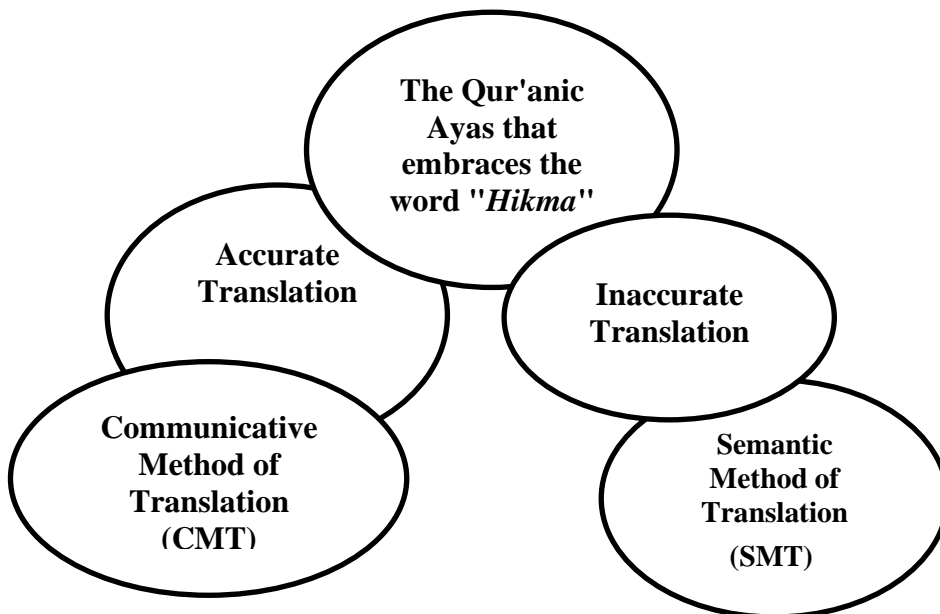 The Qur'anic
Ayas that
embraces the
word "Hikma"
Accurate
Translation
Inaccurate
Translation
Communicative
Method of
Translation
(CMT)
Semantic
Method of
Translation
(SMT)